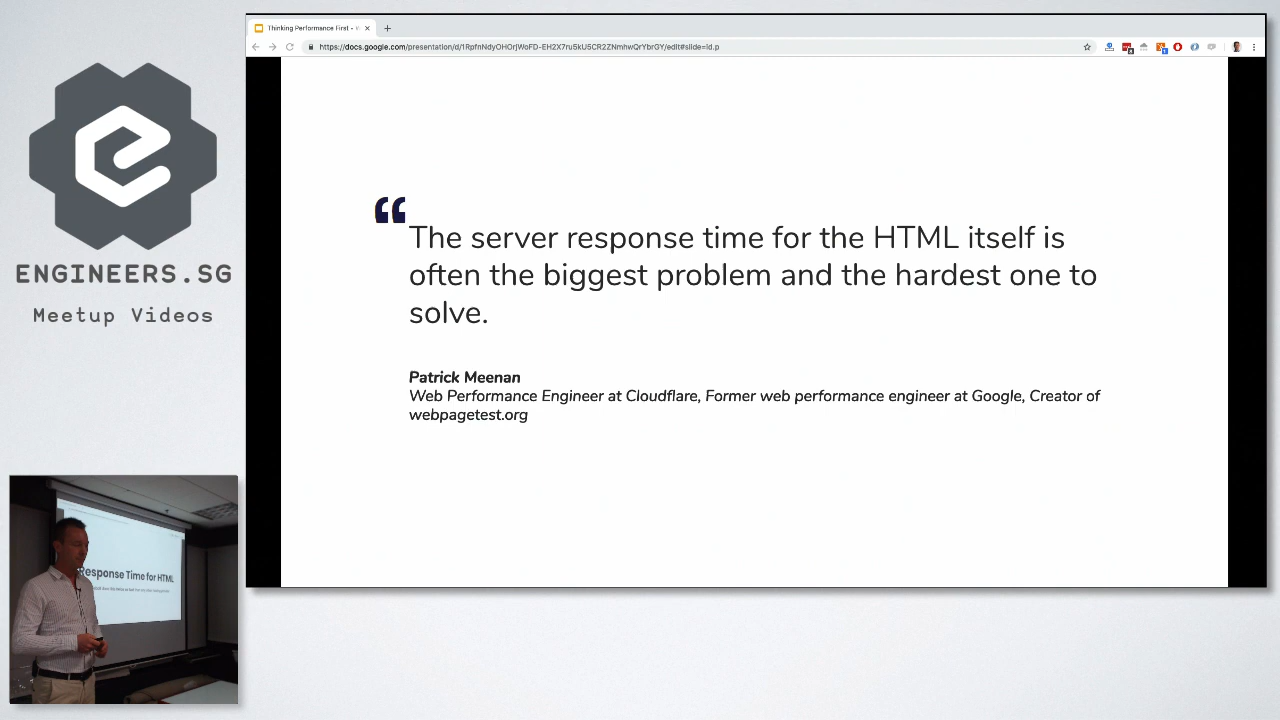 Thinking Performance First -
https://docs.google.com/presentation/d/1RpfnNdyOHOrjWoFD-EH2X7ru5kU5CR2ZNmhwQrYbrGY/edit#slide=id.p
ENGINEERS.SG
Meetup Videos
“
The server response time for the HTML itself is
often the biggest problem and the hardest one to
solve.
Patrick Meenan
Web Performance Engineer at Cloudflare, Former web performance engineer at Google, Creator of
webpagetest.org
Response Time for HTML